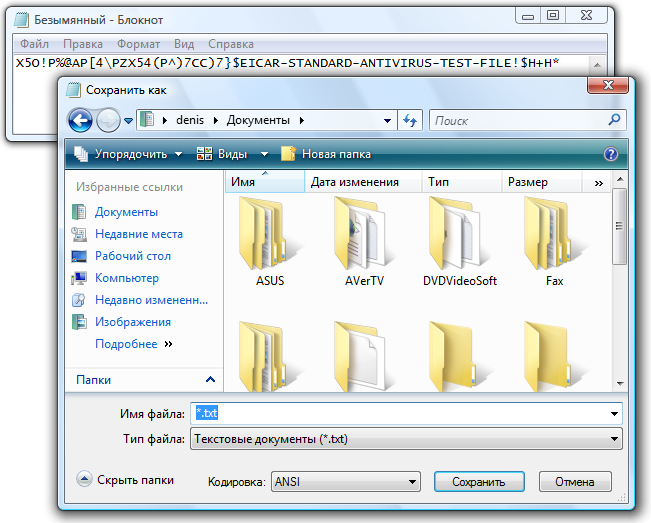 Безымянный - Блокнот
Файл Правка Формат Вид Справка
X5O!P%@AP[4\PZX54(P^)7CC)7}$EICAR-STANDARD-ANTIVIRUS-TEST-FILE!$H+H*
Сохранить как
denis Документы
Поиск
Упорядочить Виды Новая папка
Избранные ссылки
Документы
Недавние места
Рабочий стол
Компьютер
Недавно измененн...
Изображения
Подробнее »
Папки
Имя Дата изменения Тип Размер »
ASUS AVerTV DVDVideoSoft Fax
Имя файла: *.txt
Тип файла: Текстовые документы (*.txt)
Скрыть папки Кодировка: ANSI Сохранить Отмена